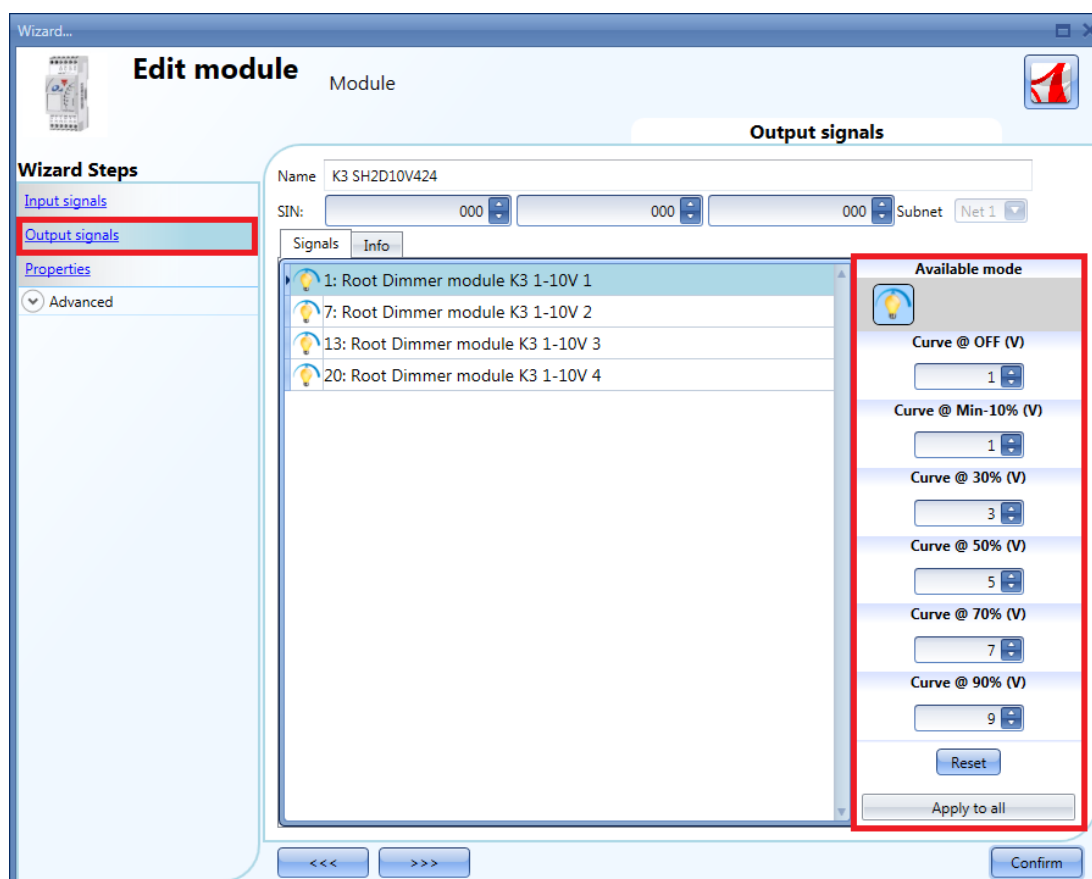 Wizard...
Edit module
Module
Output signals
Wizard Steps
Input signals
Output signals
Properties
Advanced
Name K3 SH2D10V424
SIN: 000 000 000 Subnet Net 1
Signals Info
1: Root Dimmer module K3 1-10V 1
7: Root Dimmer module K3 1-10V 2
13: Root Dimmer module K3 1-10V 3
20: Root Dimmer module K3 1-10V 4
Available mode
Curve @ OFF (V)
1
Curve @ Min-10% (V)
1
Curve @ 30% (V)
3
Curve @ 50% (V)
5
Curve @ 70% (V)
7
Curve @ 90% (V)
9
Reset
Apply to all
<<< >>> Confirm